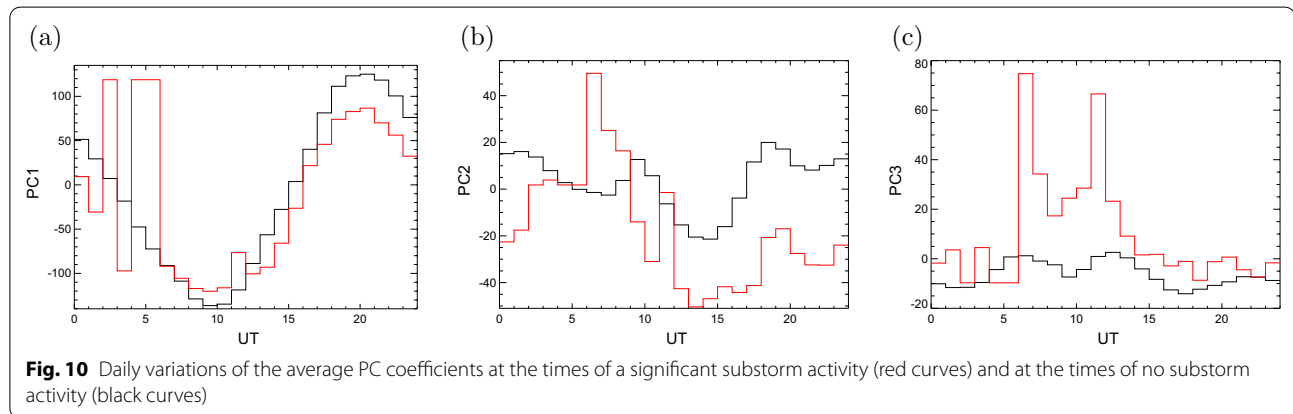 (a) (b) (c)
100
50
0
-50
-100
PC1
0 5 10 15 20
UT
40
20
0
-20
-40
PC2
0 5 10 15 20
UT
80
60
40
20
0
-20
PC3
0 5 10 15 20
UT
Fig. 10 Daily variations of the average PC coefficients at the times of a significant substorm activity (red curves) and at the times of no substorm
activity (black curves)